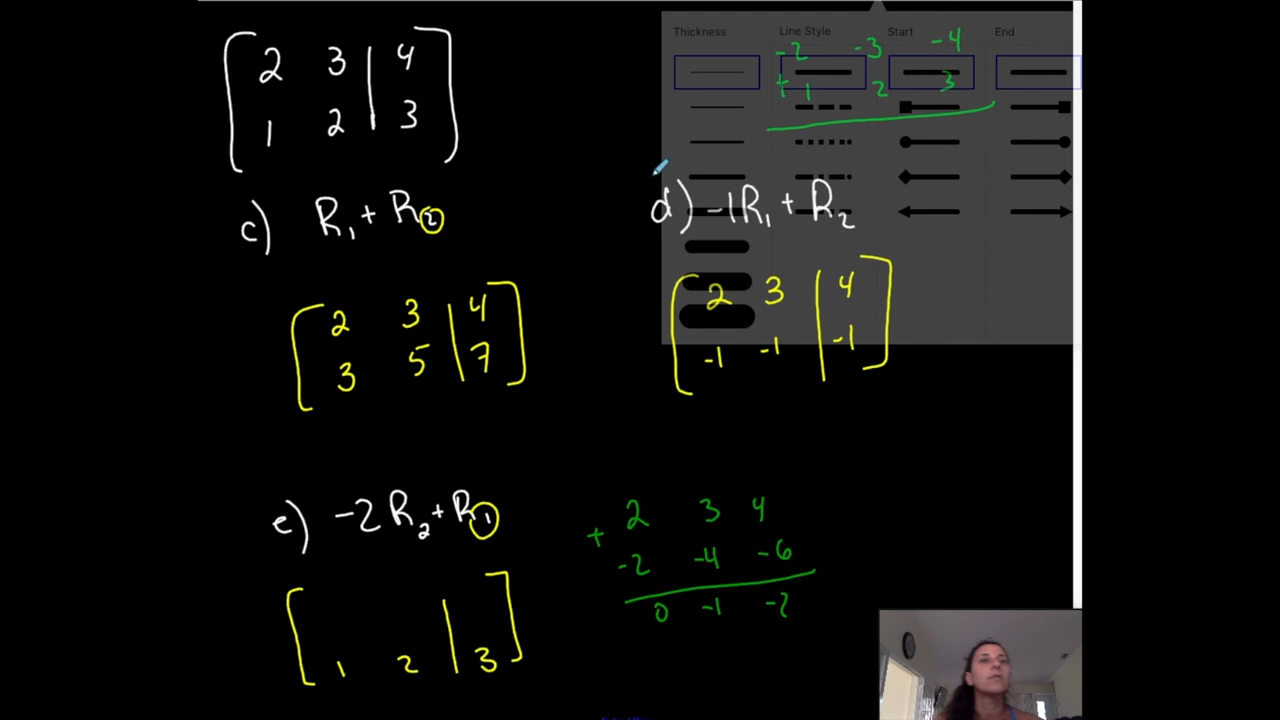 2 3 | 4
1 2 | 3
Thickness Line Style Start End
-2 -3 -4
+ 1 2 3
c) R₁ + R₂
d) -1R₁ + R₂
2 3 | 4
3 5 | 7
2 3 | 4
-1 -1 | -1
e) -2R₂ + R₁
1 2 | 3
+ 2 3 4
-2 -4 -6
0 -1 -2